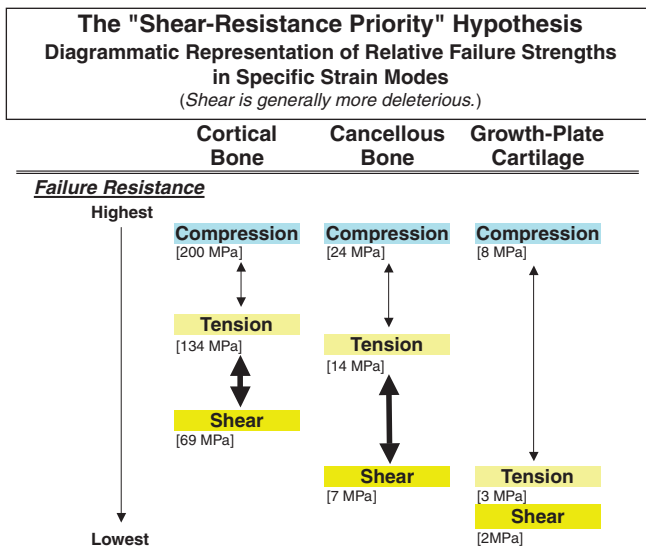 The "Shear-Resistance Priority" Hypothesis
Diagrammatic Representation of Relative Failure Strengths
in Specific Strain Modes
(Shear is generally more deleterious.)
Cortical Bone
Cancellous Bone
Growth-Plate Cartilage
Failure Resistance
Highest
Compression
[200 MPa]
Compression
[24 MPa]
Compression
[8 MPa]
Tension
[134 MPa]
Tension
[14 MPa]
Shear
[69 MPa]
Shear
[7 MPa]
Tension
[3 MPa]
Shear
[2MPa]
Lowest